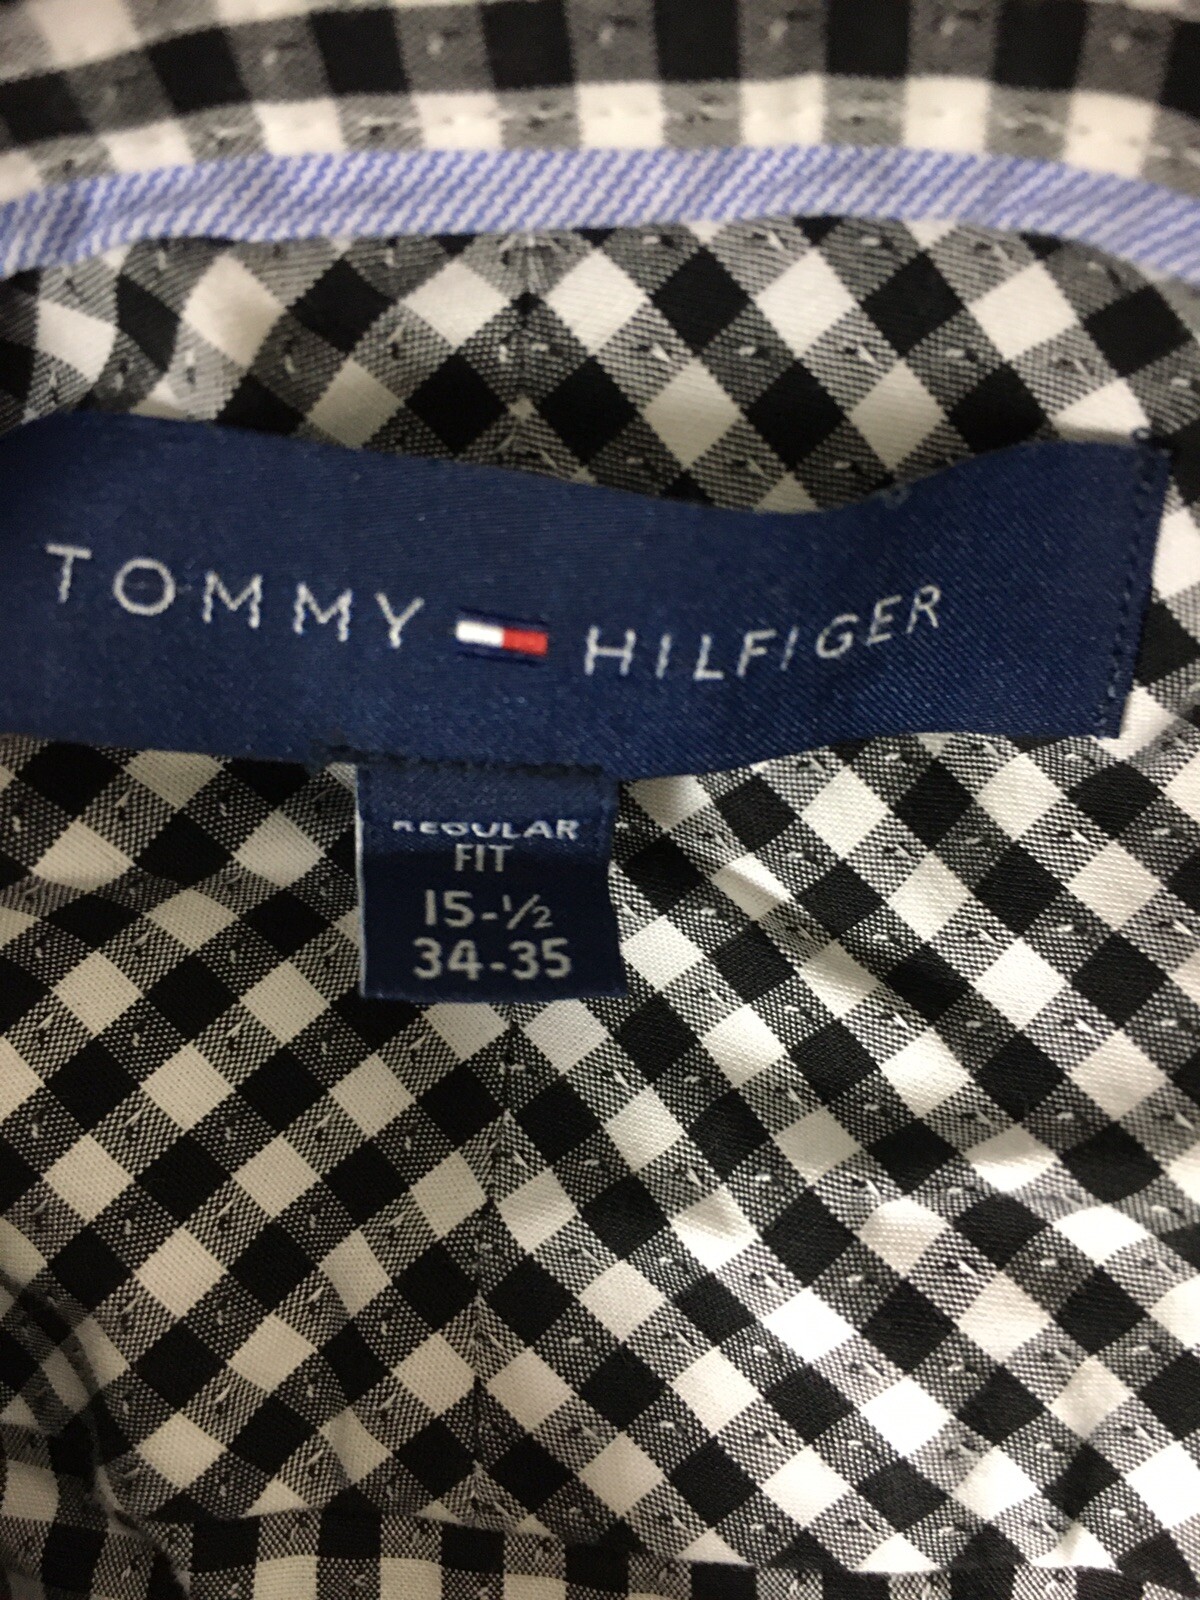 TOMMY HILFIGER
REGULAR
FIT
15-½
34-35